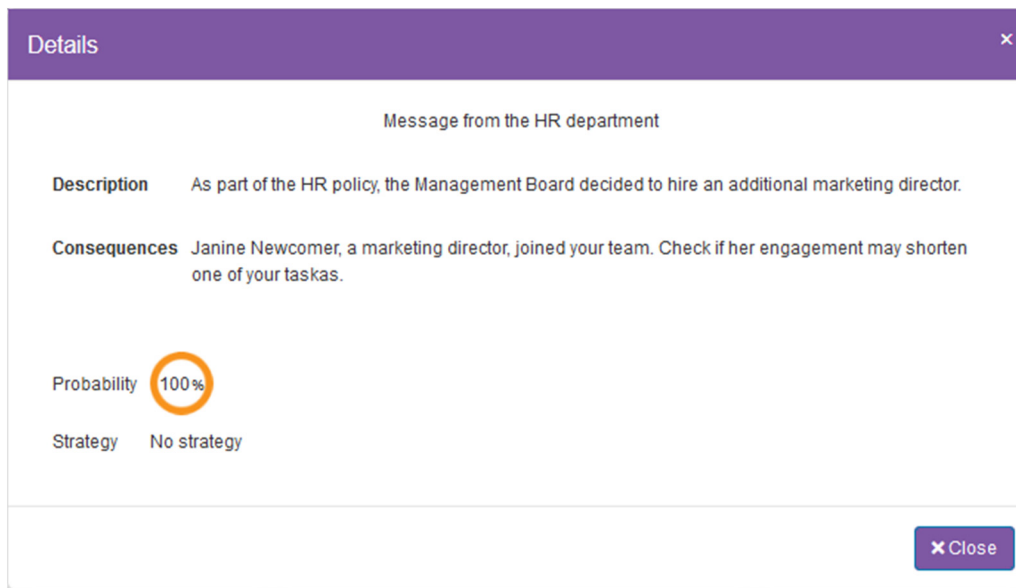 Details ×
Message from the HR department
Description As part of the HR policy, the Management Board decided to hire an additional marketing director.
Consequences Janine Newcomer, a marketing director, joined your team. Check if her engagement may shorten
one of your taskas.
Probability 100%
Strategy No strategy
×Close